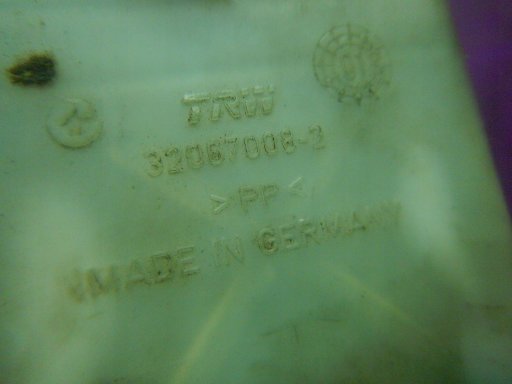 TRW
32067008-2
>PP<
MADE IN GERMANY